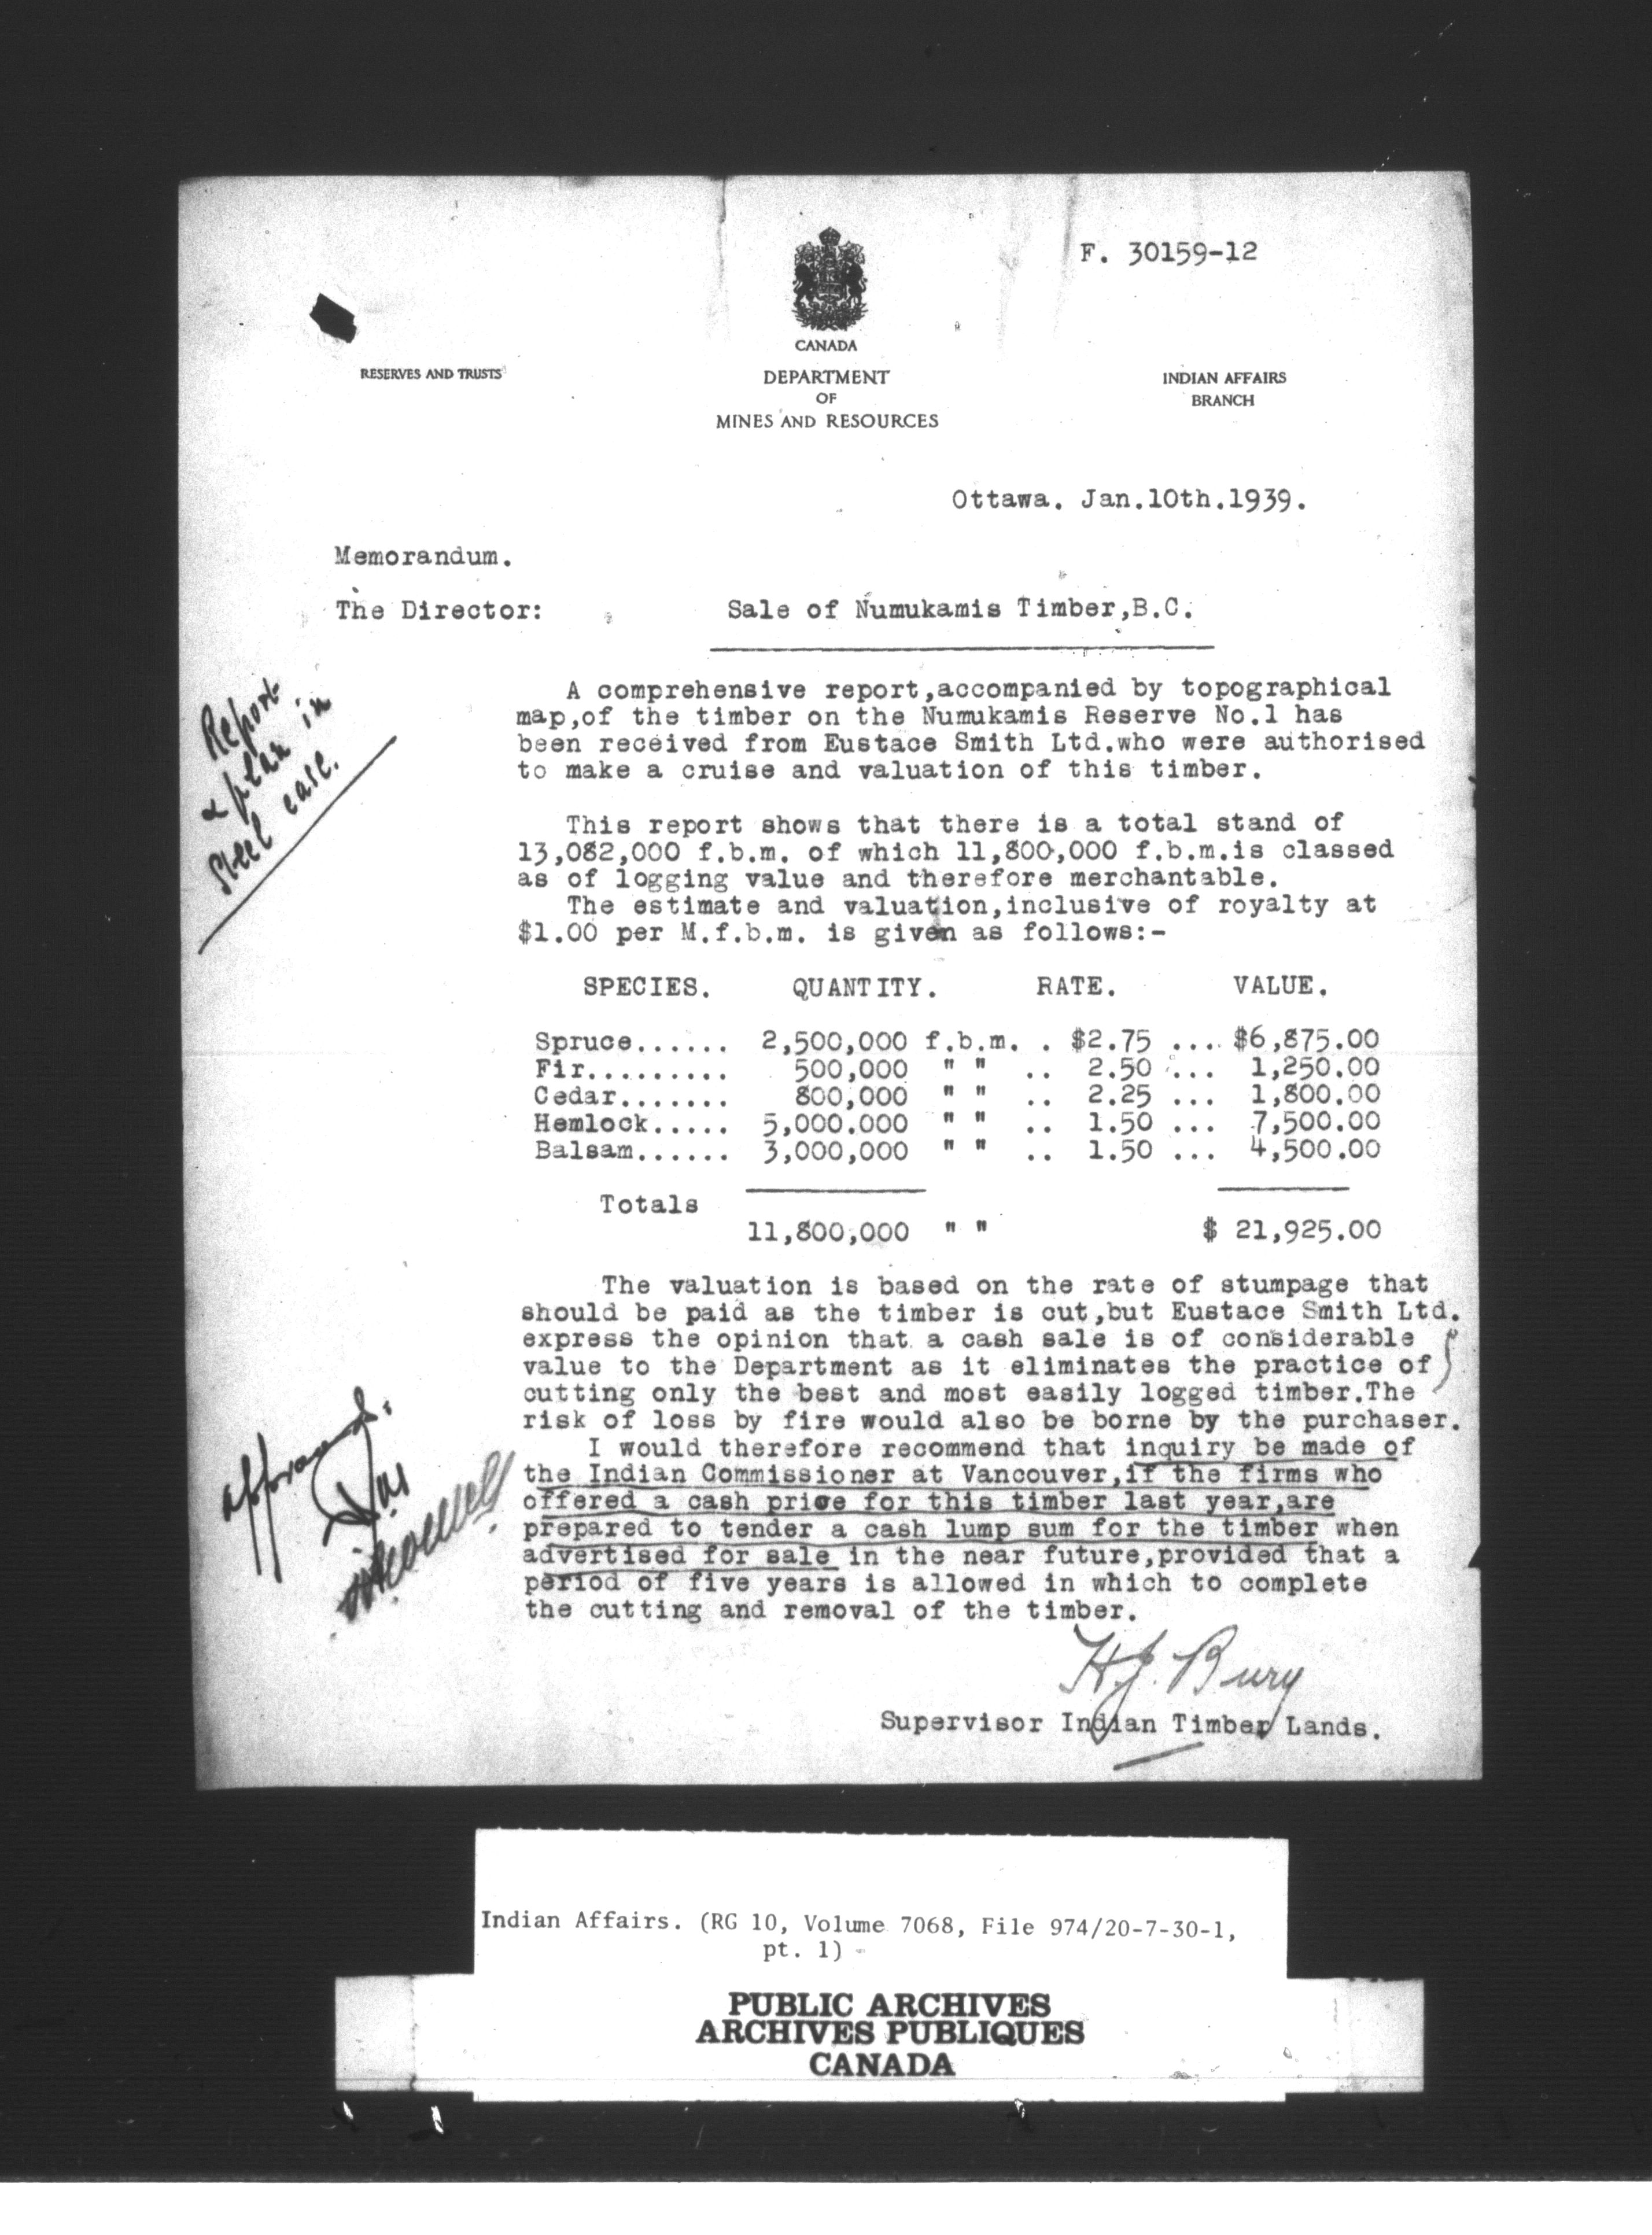 F. 30159-12
CANADA
RESERVES AND TRUSTS
DEPARTMENT
OF
MINES AND RESOURCES
INDIAN AFFAIRS
BRANCH
Ottawa. Jan.10th.1939.
Memorandum.
The Director:
Sale of Numukamis Timber,B.C.
Report
& plan in
steel case.
A comprehensive report,accompanied by topographical
map,of the timber on the Numukamis Reserve No.1 has
been received from Eustace Smith Ltd.who were authorised
to make a cruise and valuation of this timber.
This report shows that there is a total stand of
13,082,000 f.b.m. of which 11,800,000 f.b.m.is classed
as of logging value and therefore merchantable.
The estimate and valuation,inclusive of royalty at
$1.00 per M.f.b.m. is given as follows:-
SPECIES. QUANTITY. RATE. VALUE.
Spruce...... 2,500,000 f.b.m. . $2.75 ... $6,875.00
Fir......... 500,000 " " .. 2.50 ... 1,250.00
Cedar....... 800,000 " " .. 2.25 ... 1,800.00
Hemlock..... 5,000.000 " " .. 1.50 ... 7,500.00
Balsam...... 3,000,000 " " .. 1.50 ... 4,500.00
Totals
11,800,000 " " $ 21,925.00
The valuation is based on the rate of stumpage that
should be paid as the timber is cut,but Eustace Smith Ltd.
express the opinion that a cash sale is of considerable
value to the Department as it eliminates the practice of
cutting only the best and most easily logged timber.The
risk of loss by fire would also be borne by the purchaser.
I would therefore recommend that inquiry be made of
the Indian Commissioner at Vancouver,if the firms who
offered a cash price for this timber last year,are
prepared to tender a cash lump sum for the timber when
advertised for sale in the near future,provided that a
period of five years is allowed in which to complete
the cutting and removal of the timber.
approved.
H.J. Bury
Supervisor Indian Timber Lands.
Indian Affairs. (RG 10, Volume 7068, File 974/20-7-30-1,
pt. 1)
PUBLIC ARCHIVES
ARCHIVES PUBLIQUES
CANADA